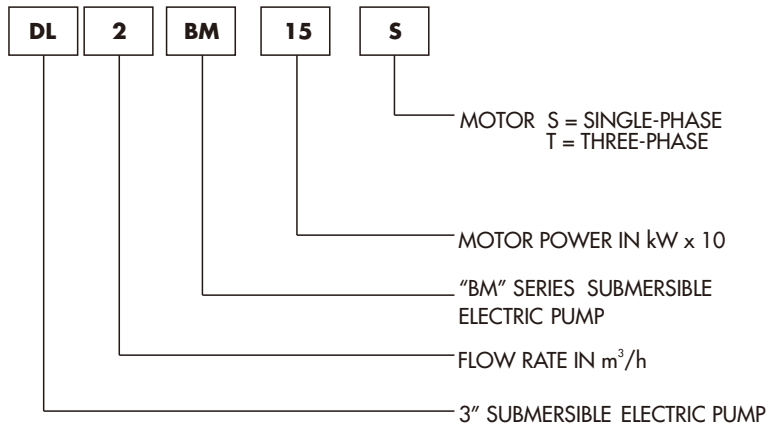 DL 2 BM 15 S
MOTOR S = SINGLE-PHASE
T = THREE-PHASE
MOTOR POWER IN kW x 10
"BM" SERIES SUBMERSIBLE
ELECTRIC PUMP
FLOW RATE IN m³/h
3" SUBMERSIBLE ELECTRIC PUMP